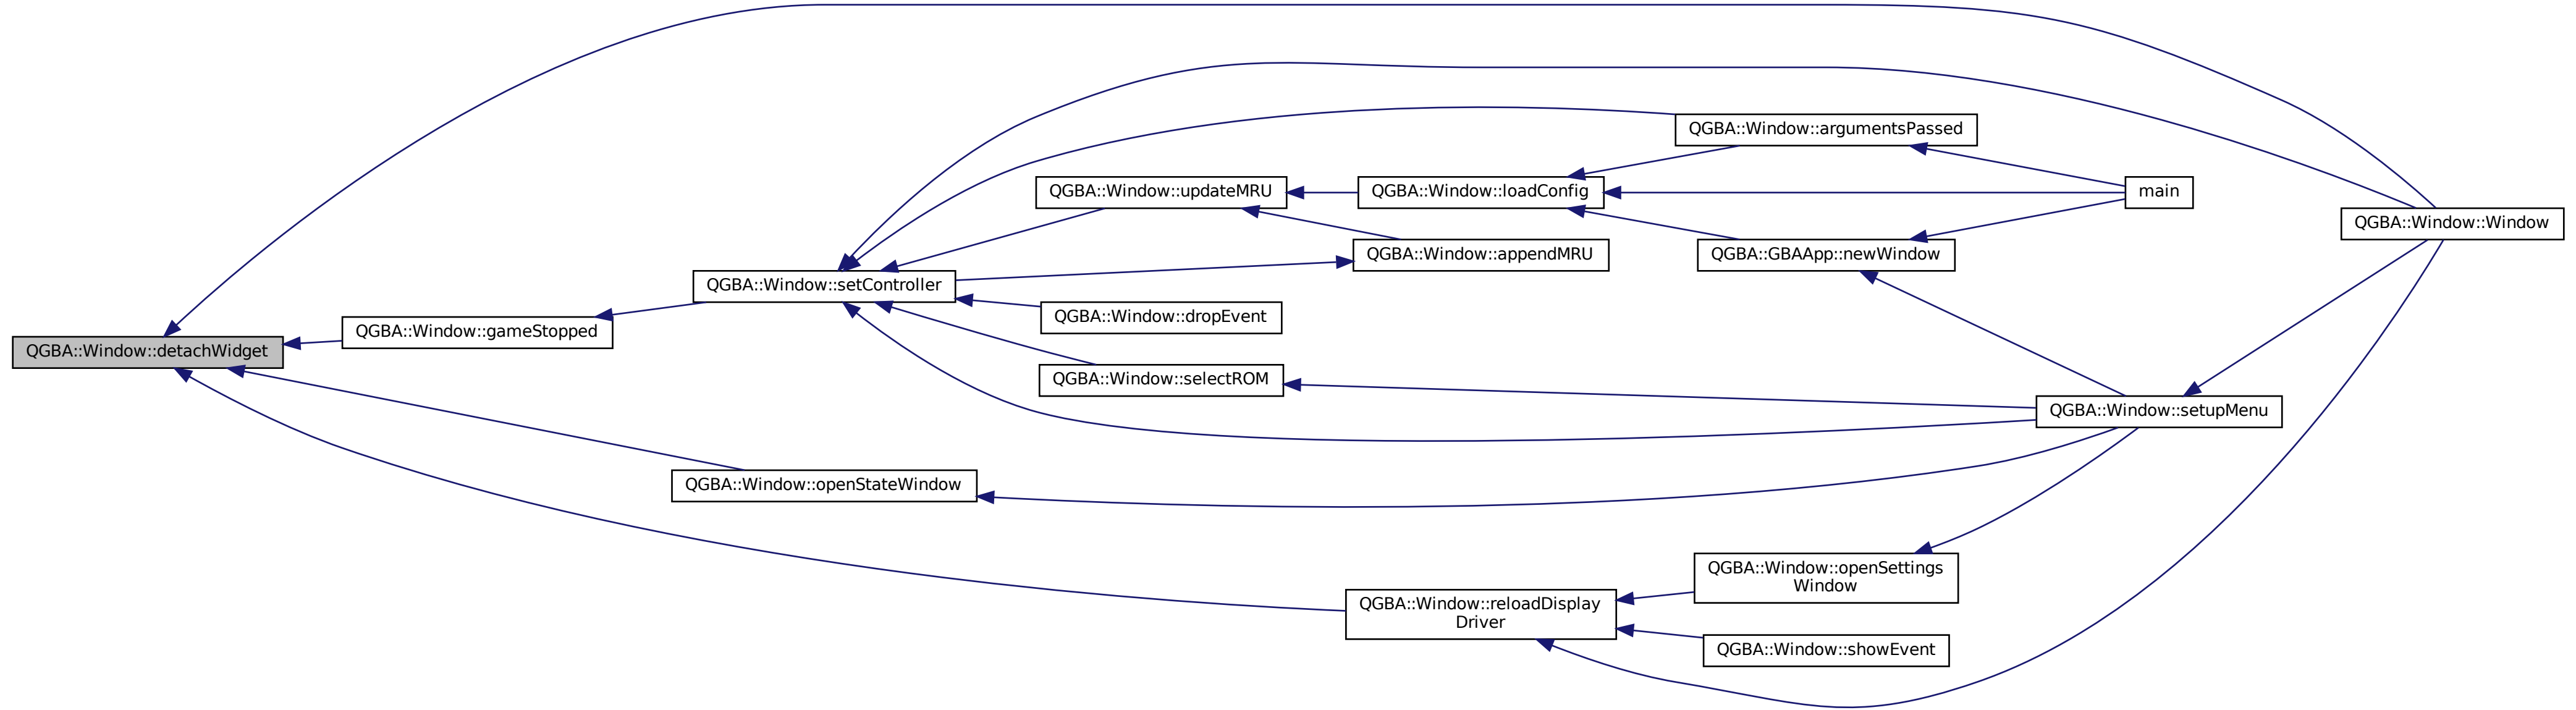 QGBA::Window::argumentsPassed
QGBA::Window::updateMRU
QGBA::Window::loadConfig
main
QGBA::Window::Window
QGBA::Window::appendMRU
QGBA::GBAApp::newWindow
QGBA::Window::setController
QGBA::Window::dropEvent
QGBA::Window::gameStopped
QGBA::Window::detachWidget
QGBA::Window::selectROM
QGBA::Window::setupMenu
QGBA::Window::openStateWindow
QGBA::Window::openSettings
Window
QGBA::Window::reloadDisplay
Driver
QGBA::Window::showEvent